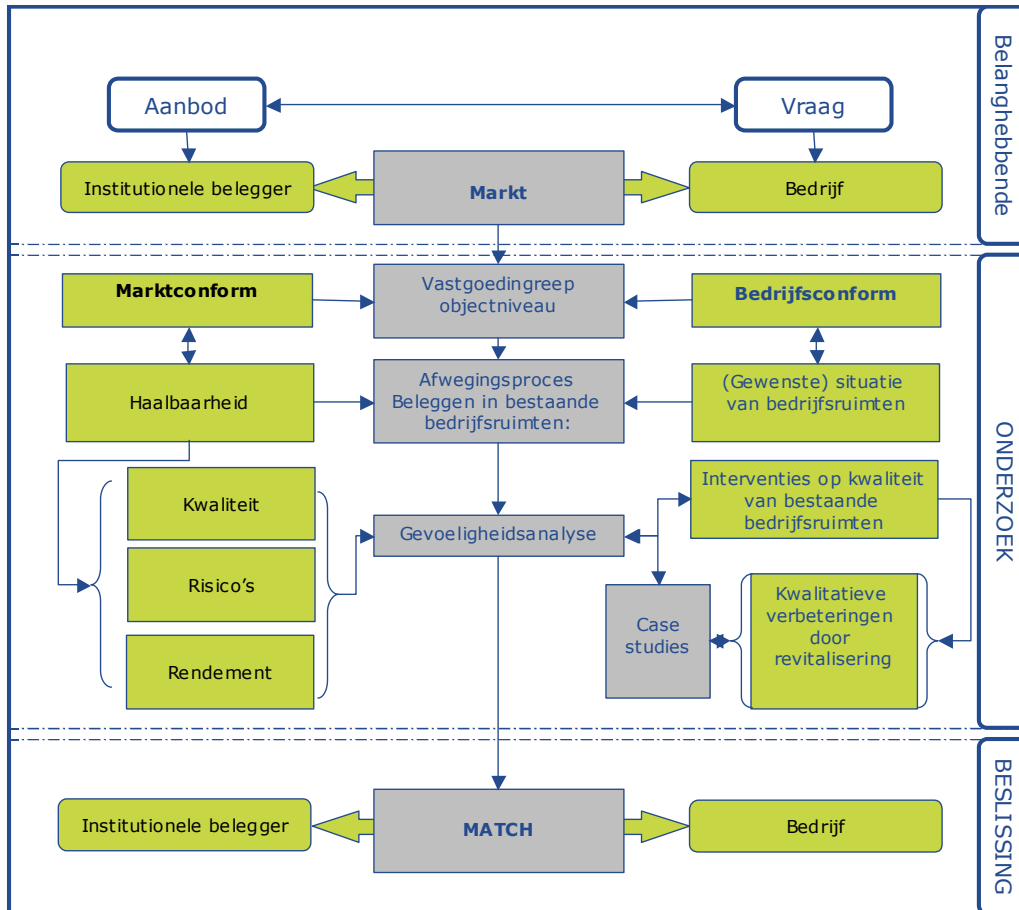 Belanghebbende
Aanbod
Vraag
Institutionele belegger
Markt
Bedrijf
ONDERZOEK
Marktconform
Vastgoedingreep
objectniveau
Bedrijfsconform
Haalbaarheid
Afwegingsproces
Beleggen in bestaande
bedrijfsruimten:
(Gewenste) situatie
van bedrijfsruimten
Kwaliteit
Risico’s
Rendement
Gevoeligheidsanalyse
Interventies op kwaliteit
van bestaande
bedrijfsruimten
Case
studies
Kwalitatieve
verbeteringen
door
revitalisering
BESLISSING
Institutionele belegger
MATCH
Bedrijf